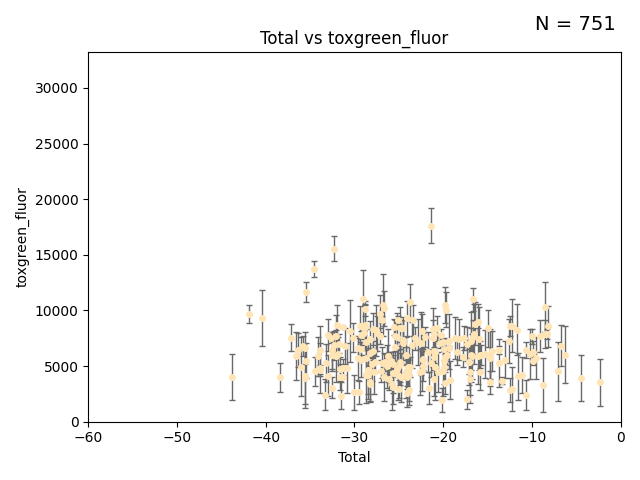 N = 751
Total vs toxgreen_fluor
30000
25000
20000
15000
10000
5000
0
toxgreen_fluor
−60 −50 −40 −30 −20 −10 0
Total